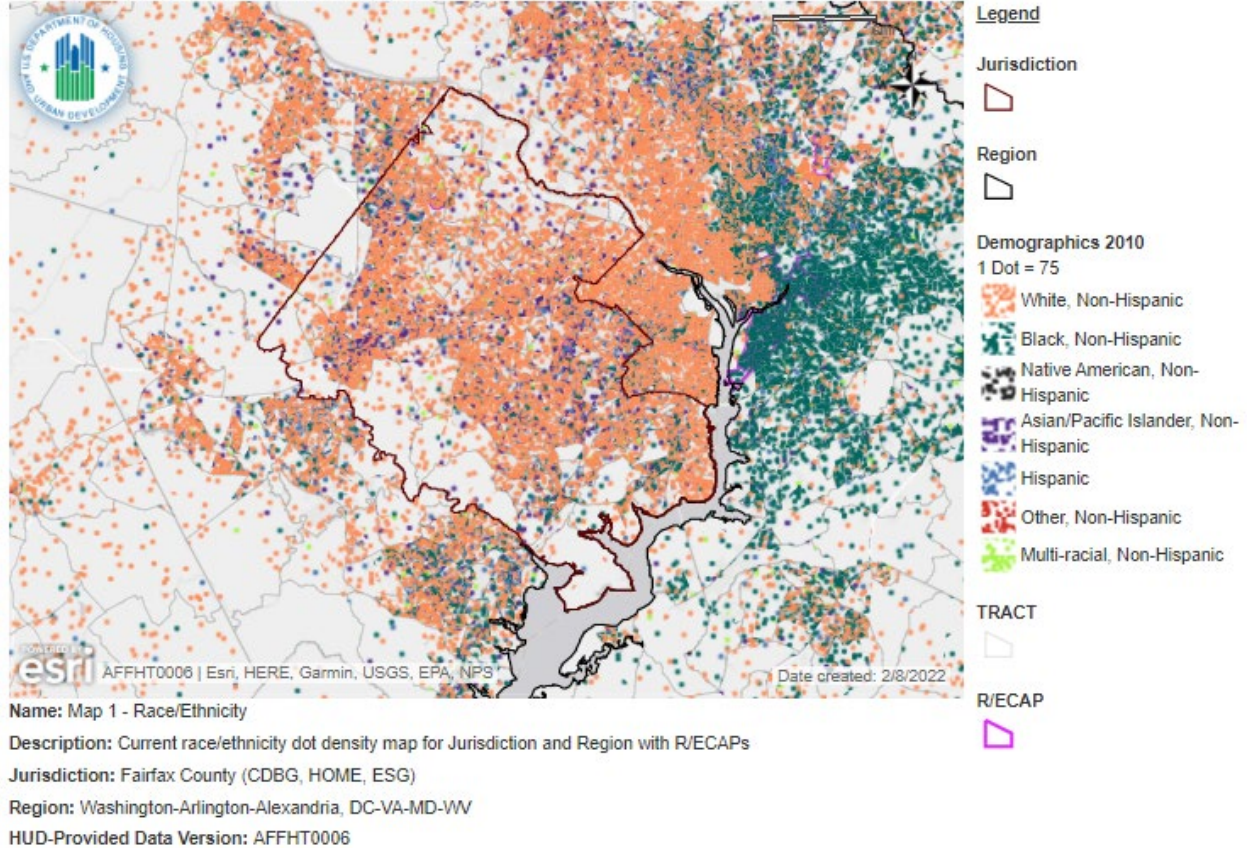 U.S. DEPARTMENT OF HOUSING
AND URBAN DEVELOPMENT
Legend
Jurisdiction
Region
Demographics 2010
1 Dot = 75
White, Non-Hispanic
Black, Non-Hispanic
Native American, Non-
Hispanic
Asian/Pacific Islander, Non-
Hispanic
Hispanic
Other, Non-Hispanic
Multi-racial, Non-Hispanic
TRACT
R/ECAP
POWERED BY
esri
AFFHT0006 | Esri, HERE, Garmin, USGS, EPA, NPS
Date created: 2/8/2022
Name: Map 1 - Race/Ethnicity
Description: Current race/ethnicity dot density map for Jurisdiction and Region with R/ECAPs
Jurisdiction: Fairfax County (CDBG, HOME, ESG)
Region: Washington-Arlington-Alexandria, DC-VA-MD-WV
HUD-Provided Data Version: AFFHT0006